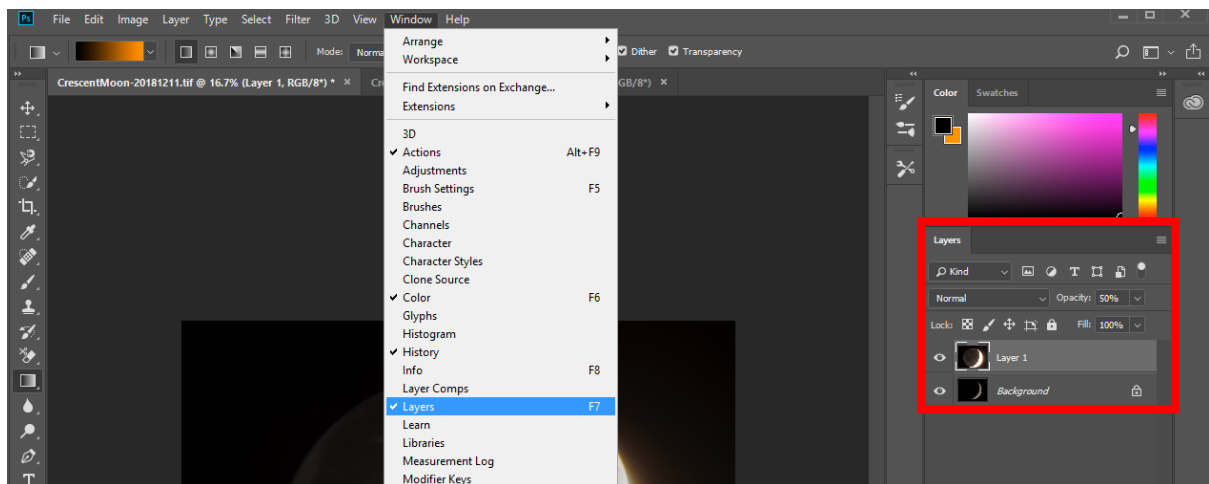 Ps File Edit Image Layer Type Select Filter 3D View Window Help
Mode: Norma
Dither Transparency
CrescentMoon-20181211.tif @ 16.7% (Layer 1, RGB/8*) * × Cr
GB/8*) ×
Arrange
Workspace
Find Extensions on Exchange...
Extensions
3D
Actions Alt+F9
Adjustments
Brush Settings F5
Brushes
Channels
Character
Character Styles
Clone Source
Color F6
Glyphs
Histogram
History
Info F8
Layer Comps
Layers F7
Learn
Libraries
Measurement Log
Modifier Keys
Color Swatches
Layers
Kind
Normal Opacity: 50%
Lock: Fill: 100%
Layer 1
Background